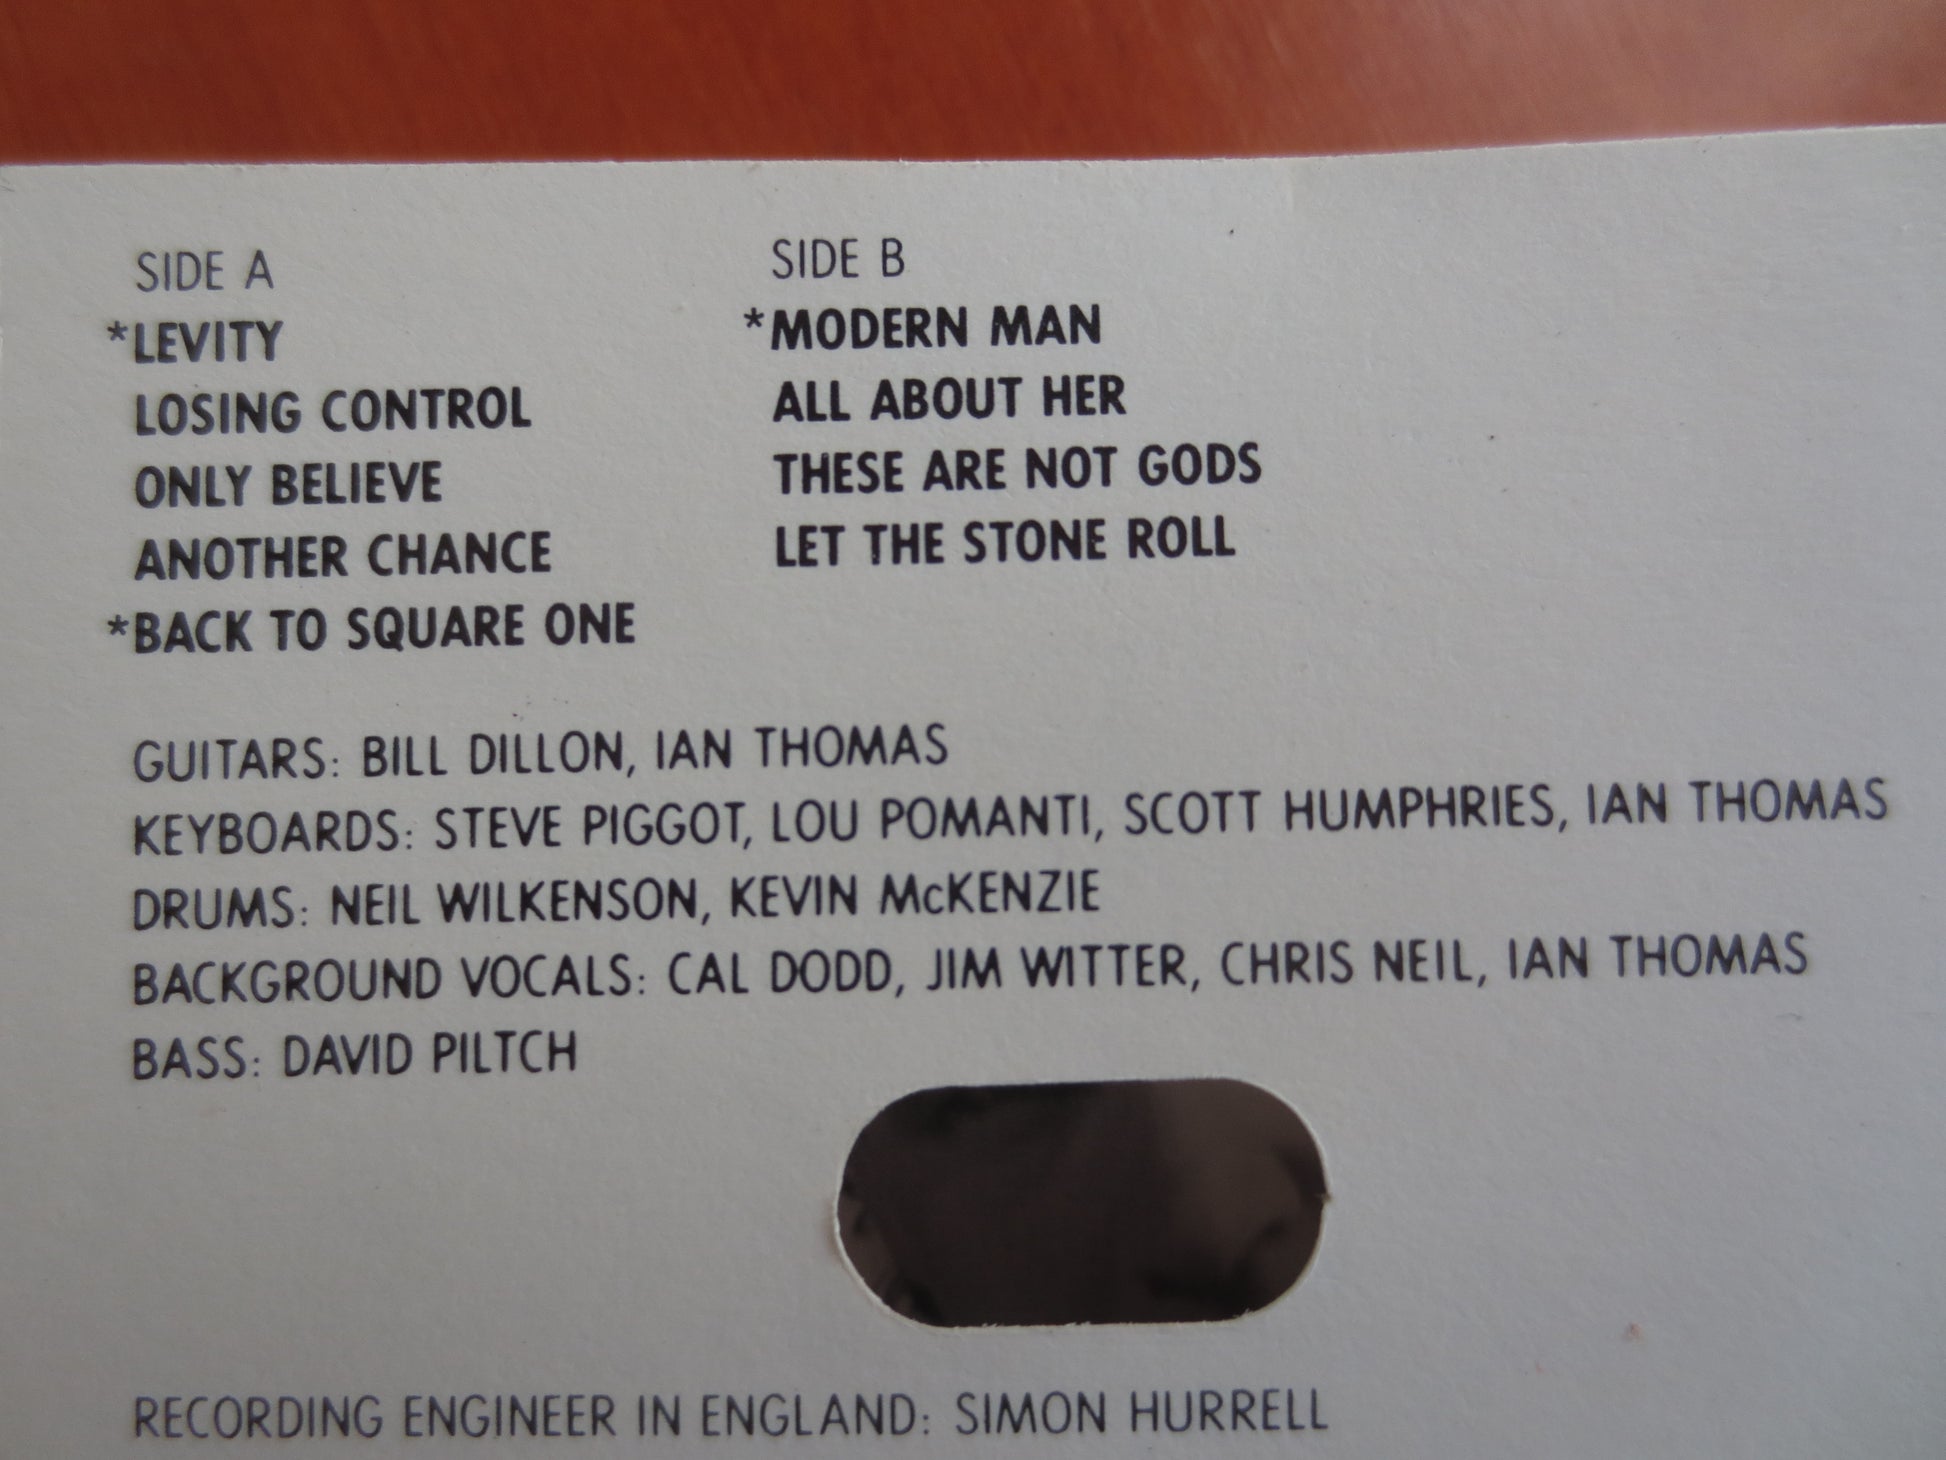 SIDE A
*LEVITY
LOSING CONTROL
ONLY BELIEVE
ANOTHER CHANCE
*BACK TO SQUARE ONE
SIDE B
*MODERN MAN
ALL ABOUT HER
THESE ARE NOT GODS
LET THE STONE ROLL
GUITARS: BILL DILLON, IAN THOMAS
KEYBOARDS: STEVE PIGGOT, LOU POMANTI, SCOTT HUMPHRIES, IAN THOMAS
DRUMS: NEIL WILKENSON, KEVIN McKENZIE
BACKGROUND VOCALS: CAL DODD, JIM WITTER, CHRIS NEIL, IAN THOMAS
BASS: DAVID PILTCH
RECORDING ENGINEER IN ENGLAND: SIMON HURRELL